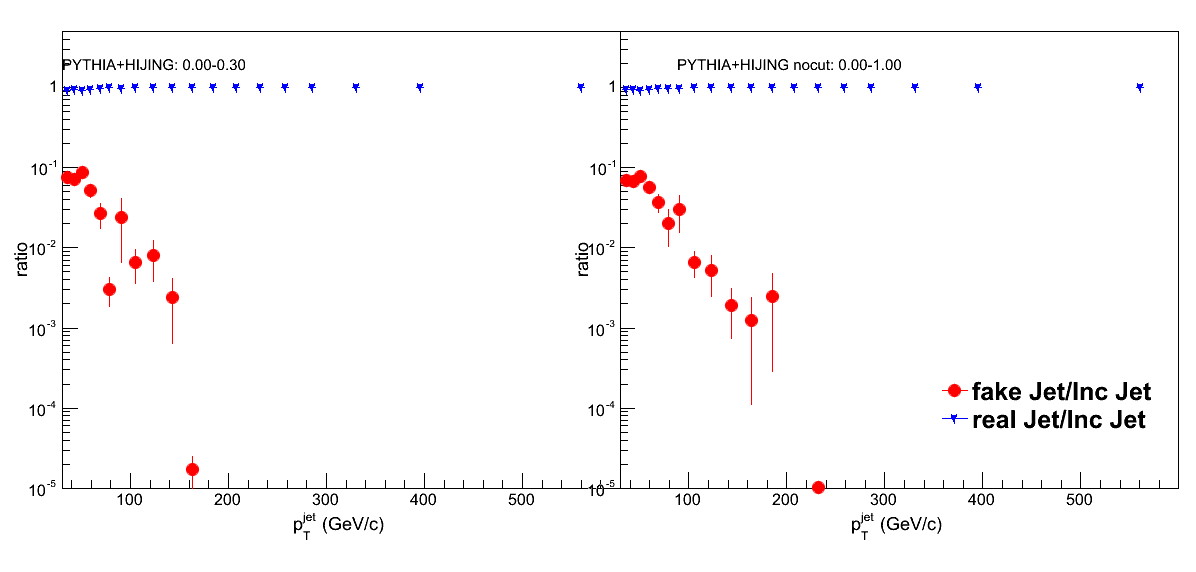 PYTHIA+HIJING: 0.00-0.30
PYTHIA+HIJING nocut: 0.00-1.00
1
10^-1
10^-2
10^-3
10^-4
10^-5
ratio
100 200 300 400 500
p_T^jet (GeV/c)
1
10^-1
10^-2
10^-3
10^-4
10^-5
ratio
100 200 300 400 500
p_T^jet (GeV/c)
fake Jet/Inc Jet
real Jet/Inc Jet